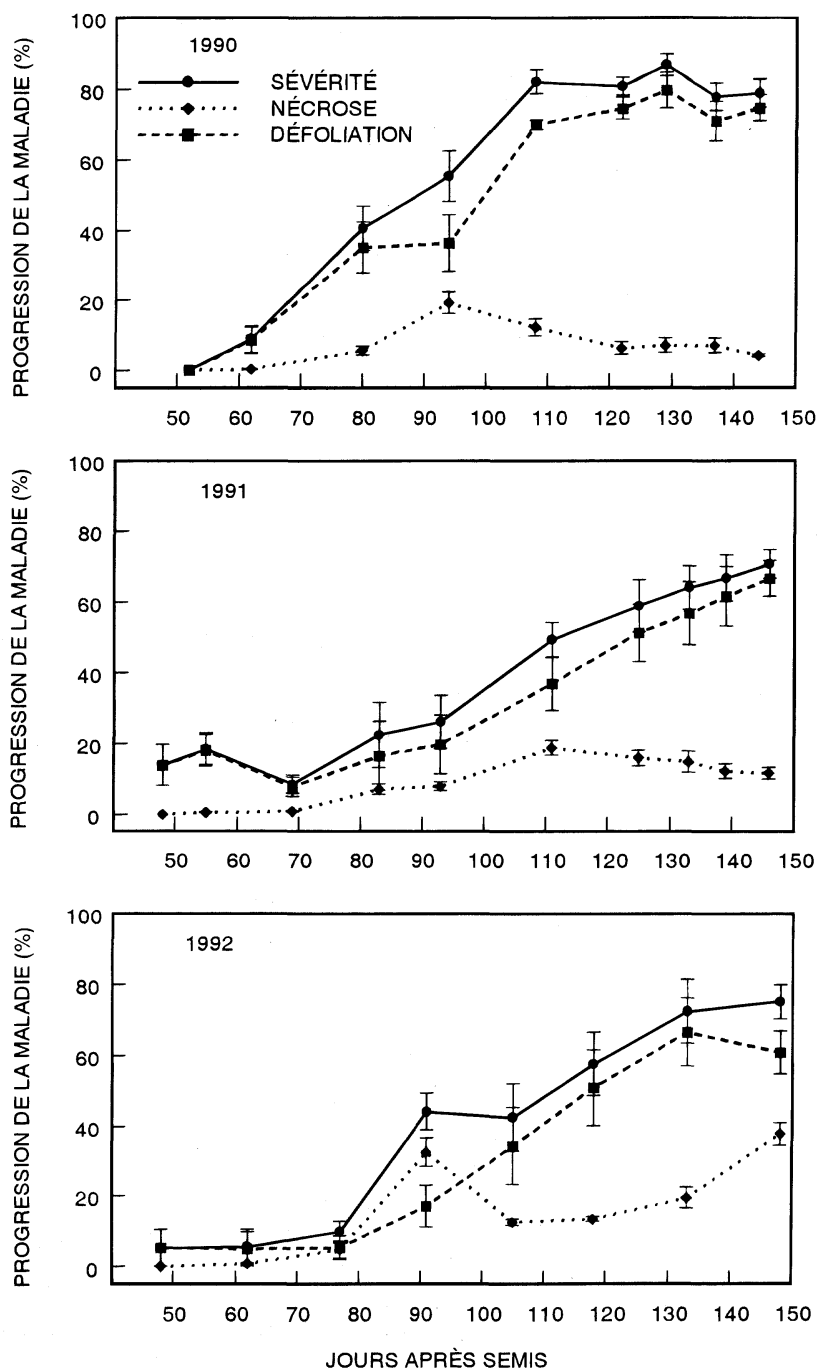 PROGRESSION DE LA MALADIE (%)
100
80
60
40
20
0
1990
SÉVÉRITÉ
NÉCROSE
DÉFOLIATION
50 60 70 80 90 100 110 120 130 140 150
PROGRESSION DE LA MALADIE (%)
100
80
60
40
20
0
1991
50 60 70 80 90 100 110 120 130 140 150
PROGRESSION DE LA MALADIE (%)
100
80
60
40
20
0
1992
50 60 70 80 90 100 110 120 130 140 150
JOURS APRÈS SEMIS